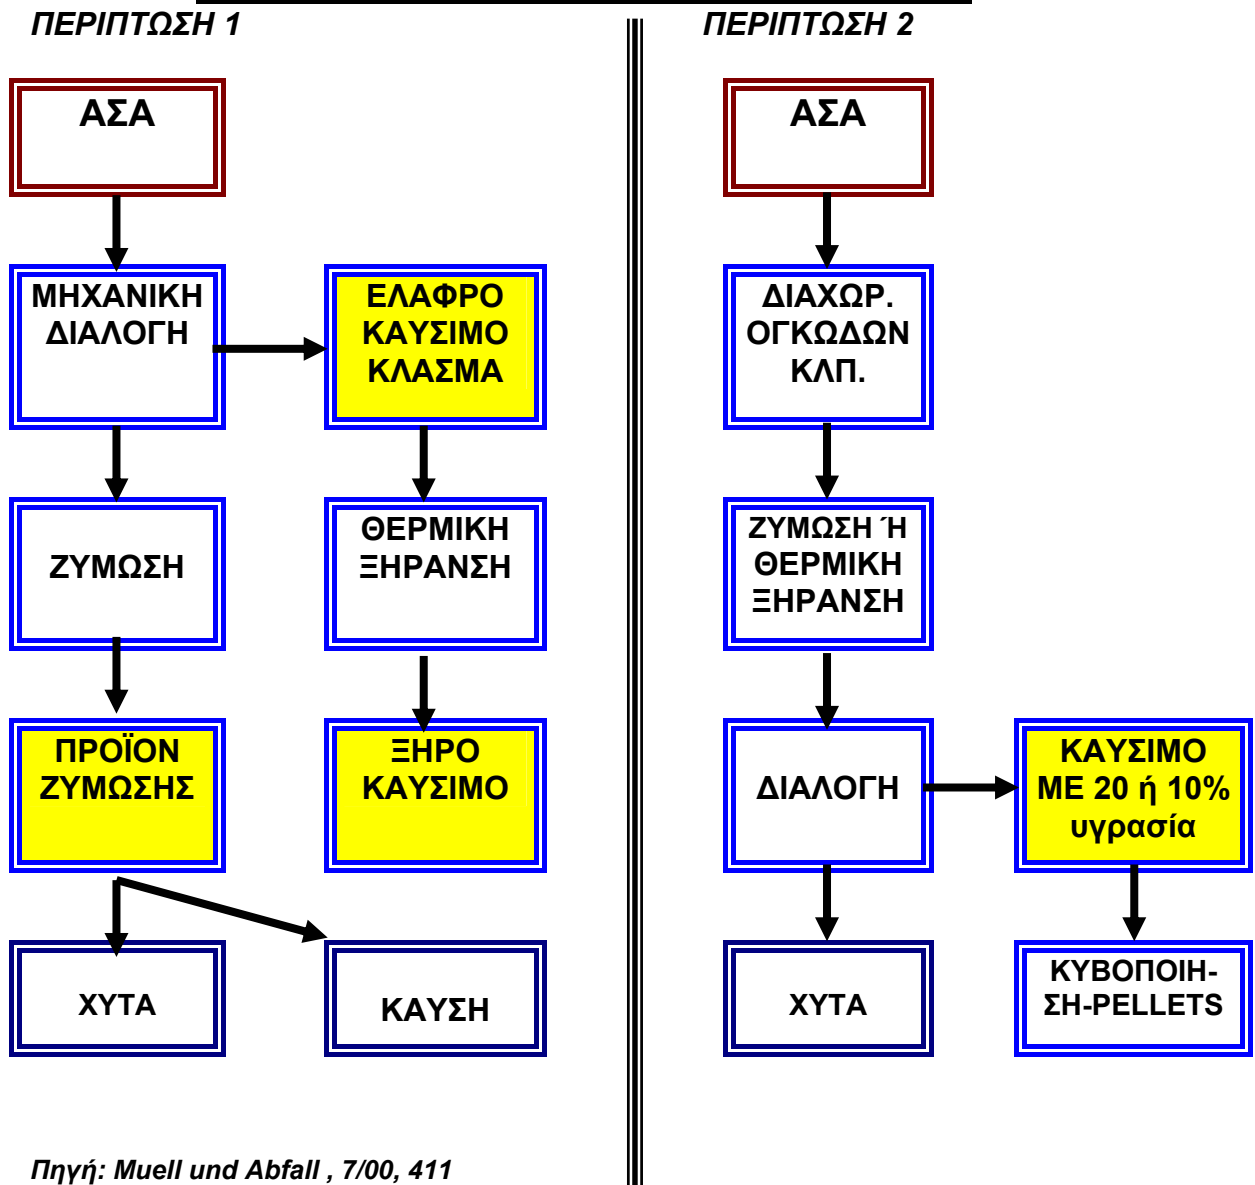 ΠΕΡΙΠΤΩΣΗ 1
ΑΣΑ
ΜΗΧΑΝΙΚΗ
ΔΙΑΛΟΓΗ
ΕΛΑΦΡΟ
ΚΑΥΣΙΜΟ
ΚΛΑΣΜΑ
ΖΥΜΩΣΗ
ΘΕΡΜΙΚΗ
ΞΗΡΑΝΣΗ
ΠΡΟΪΟΝ
ΖΥΜΩΣΗΣ
ΞΗΡΟ
ΚΑΥΣΙΜΟ
ΧΥΤΑ
ΚΑΥΣΗ
Πηγή: Muell und Abfall , 7/00, 411
ΠΕΡΙΠΤΩΣΗ 2
ΑΣΑ
ΔΙΑΧΩΡ.
ΟΓΚΩΔΩΝ
ΚΛΠ.
ΖΥΜΩΣΗ Ή
ΘΕΡΜΙΚΗ
ΞΗΡΑΝΣΗ
ΔΙΑΛΟΓΗ
ΚΑΥΣΙΜΟ
ΜΕ 20 ή 10%
υγρασία
ΧΥΤΑ
ΚΥΒΟΠΟΙΗ-
ΣΗ-PELLETS